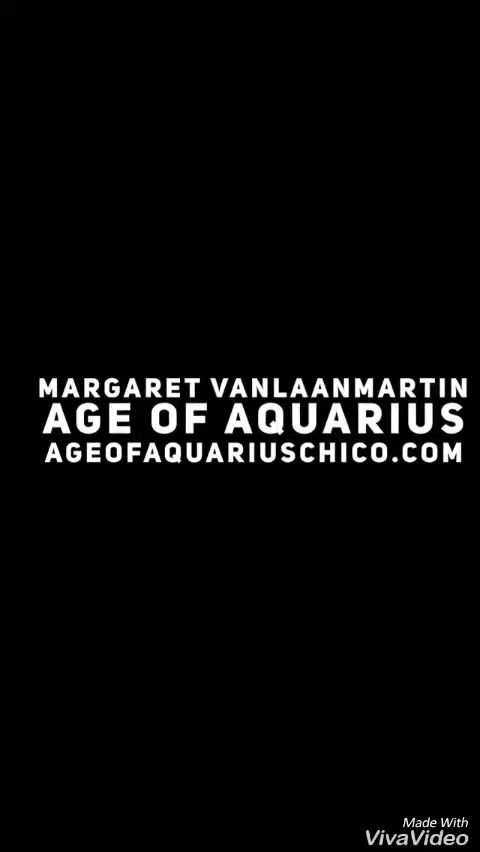 MARGARET VANLAANMARTIN
AGE OF AQUARIUS
AGEOFAQUARIUSCHICO.COM
Made With
VivaVideo